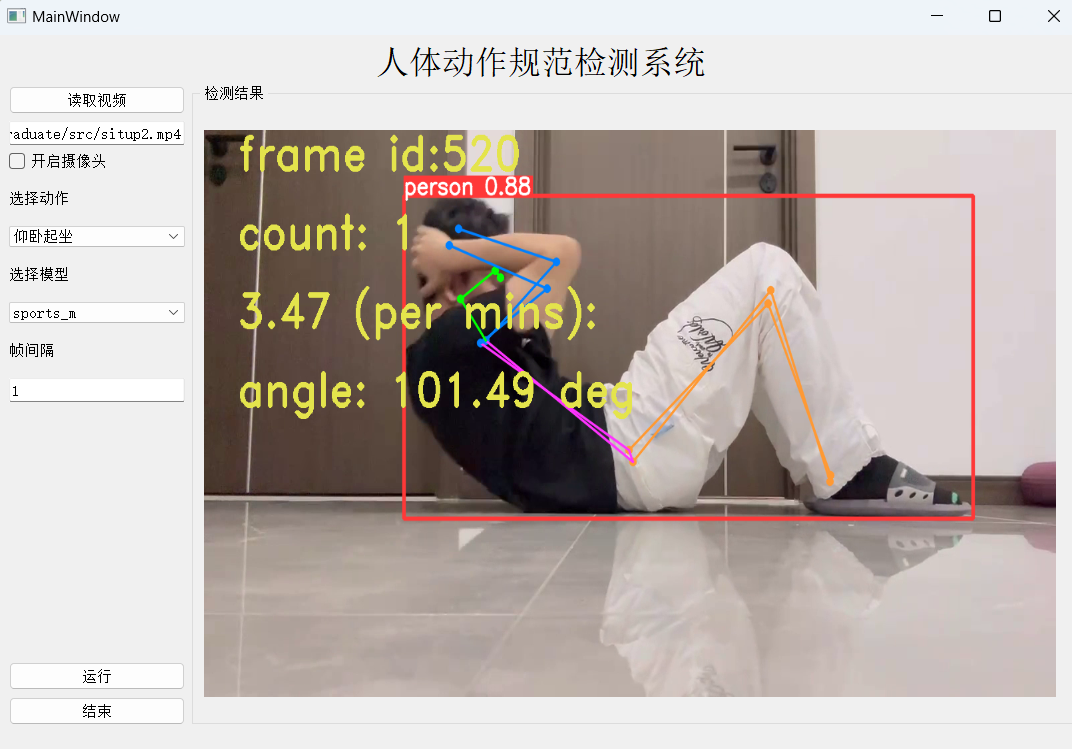 MainWindow
人体动作规范检测系统
读取视频
raduate/src/situp2.mp4
开启摄像头
选择动作
仰卧起坐
选择模型
sports_m
帧间隔
1
运行
结束
检测结果
frame id:520
person 0.88
count: 1
3.47 (per mins):
angle: 101.49 deg